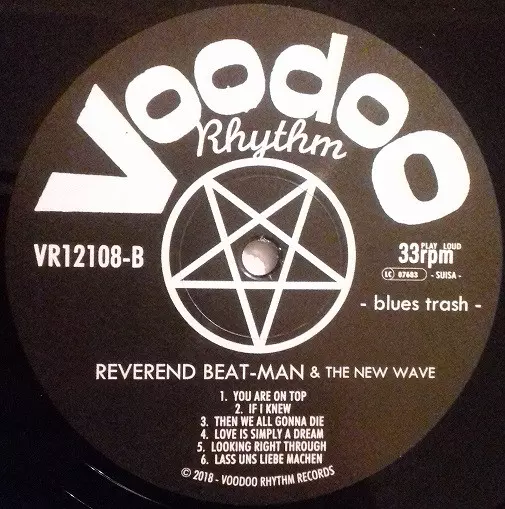 Voodoo
Rhythm
VR12108-B
PLAY LOUD
33rpm
LC 07683 - SUISA -
- blues trash -
REVEREND BEAT-MAN & THE NEW WAVE
1. YOU ARE ON TOP
2. IF I KNEW
3. THEN WE ALL GONNA DIE
4. LOVE IS SIMPLY A DREAM
5. LOOKING RIGHT THROUGH
6. LASS UNS LIEBE MACHEN
© 2018 - VOODOO RHYTHM RECORDS